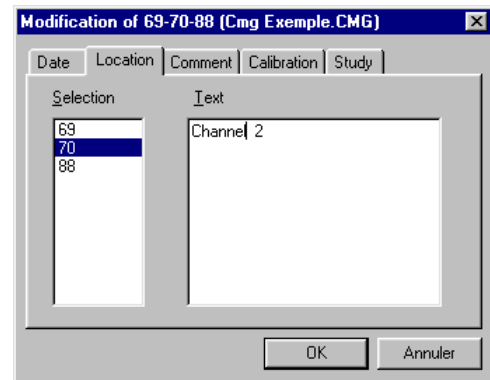 Modification of 69-70-88 (Cmg Exemple.CMG)
Date Location Comment Calibration Study
Selection Text
69 Channel 2
70
88
OK Annuler